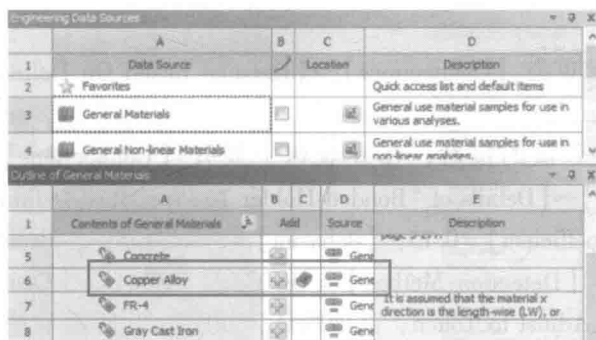 Engineering Data Sources
A B C D
1 Data Source Location Description
2 Favorites Quick access list and default items
3 General Materials General use material samples for use in
various analyses.
4 General Non-linear Materials General use material samples for use in
non-linear analyses.
Outline of General Materials
A B C D E
1 Contents of General Materials Add Source Description
5 Concrete Gene
6 Copper Alloy Gene
7 FR-4 Gene It is assumed that the material x
direction is the length-wise (LW), or
8 Gray Cast Iron Gene